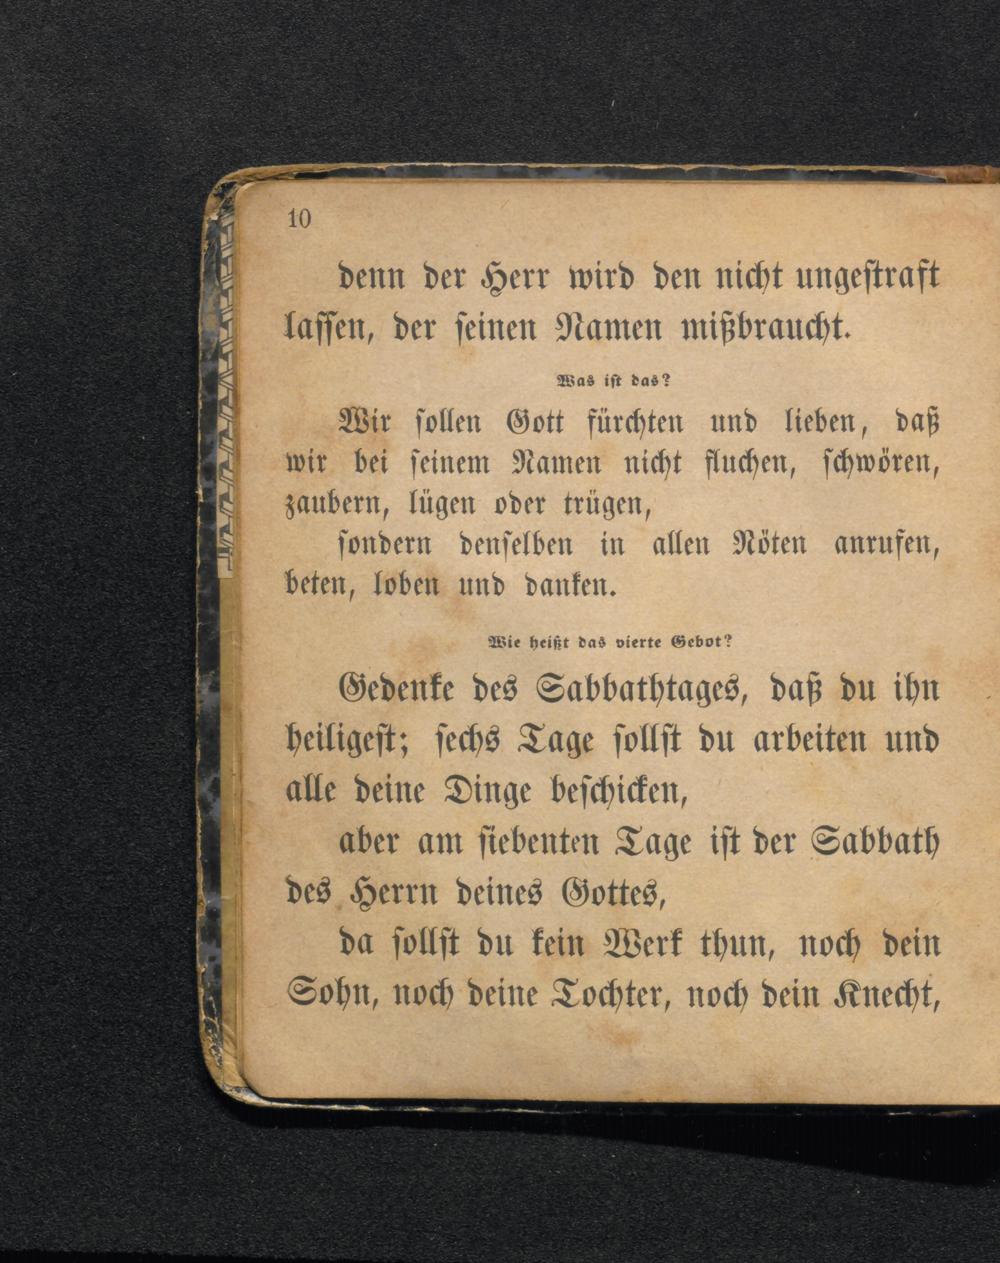 10
denn der Herr wird den nicht ungeſtraft
laſſen, der ſeinen Namen mißbraucht.
Was iſt das?
Wir ſollen Gott fürchten und lieben, daß
wir bei ſeinem Namen nicht fluchen, ſchwören,
zaubern, lügen oder trügen,
ſondern denſelben in allen Nöten anrufen,
beten, loben und danken.
Wie heißt das vierte Gebot?
Gedenke des Sabbathtages, daß du ihn
heiligeſt; ſechs Tage ſollſt du arbeiten und
alle deine Dinge beſchicken,
aber am ſiebenten Tage iſt der Sabbath
des Herrn deines Gottes,
da ſollſt du kein Werk thun, noch dein
Sohn, noch deine Tochter, noch dein Knecht,